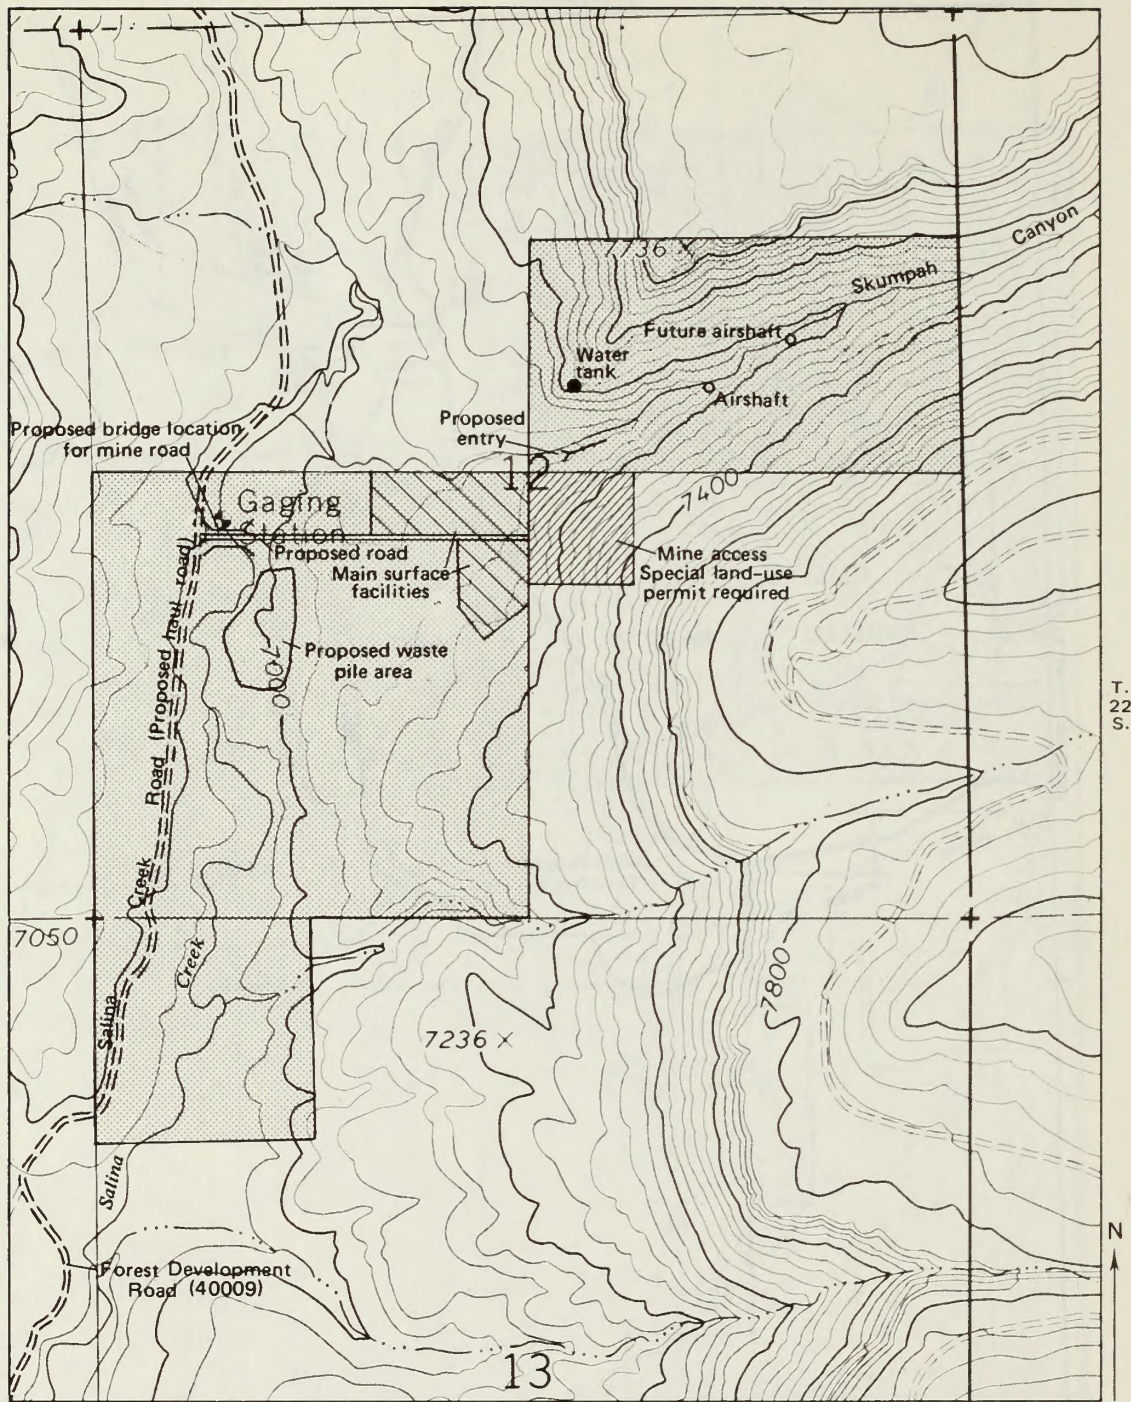 Canyon
7736 ×
Skumpah
Future airshaft
Water
tank
Airshaft
Proposed
entry
Proposed bridge location
for mine road
12
7400
Gaging
Station
Proposed road
Main surface
facilities
Mine access
Special land-use
permit required
Proposed waste
pile area
7000
Salina Creek Road (Proposed haul road)
T.
22
S.
7050
Creek
7800
7236 ×
Salina
N
Forest Development
Road (40009)
13